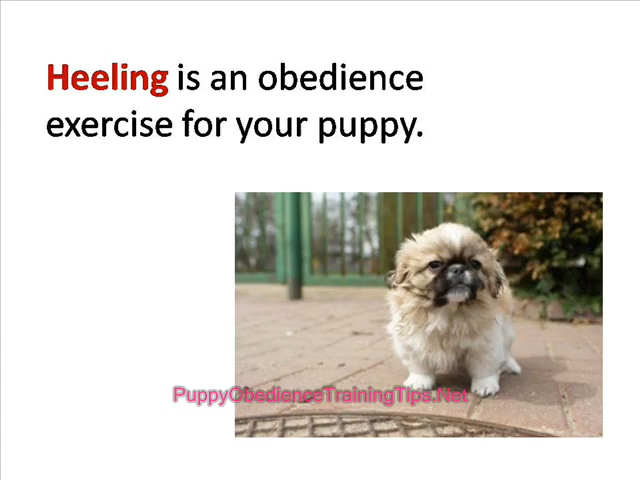 Heeling is an obedience
exercise for your puppy.
PuppyObedienceTrainingTips.Net